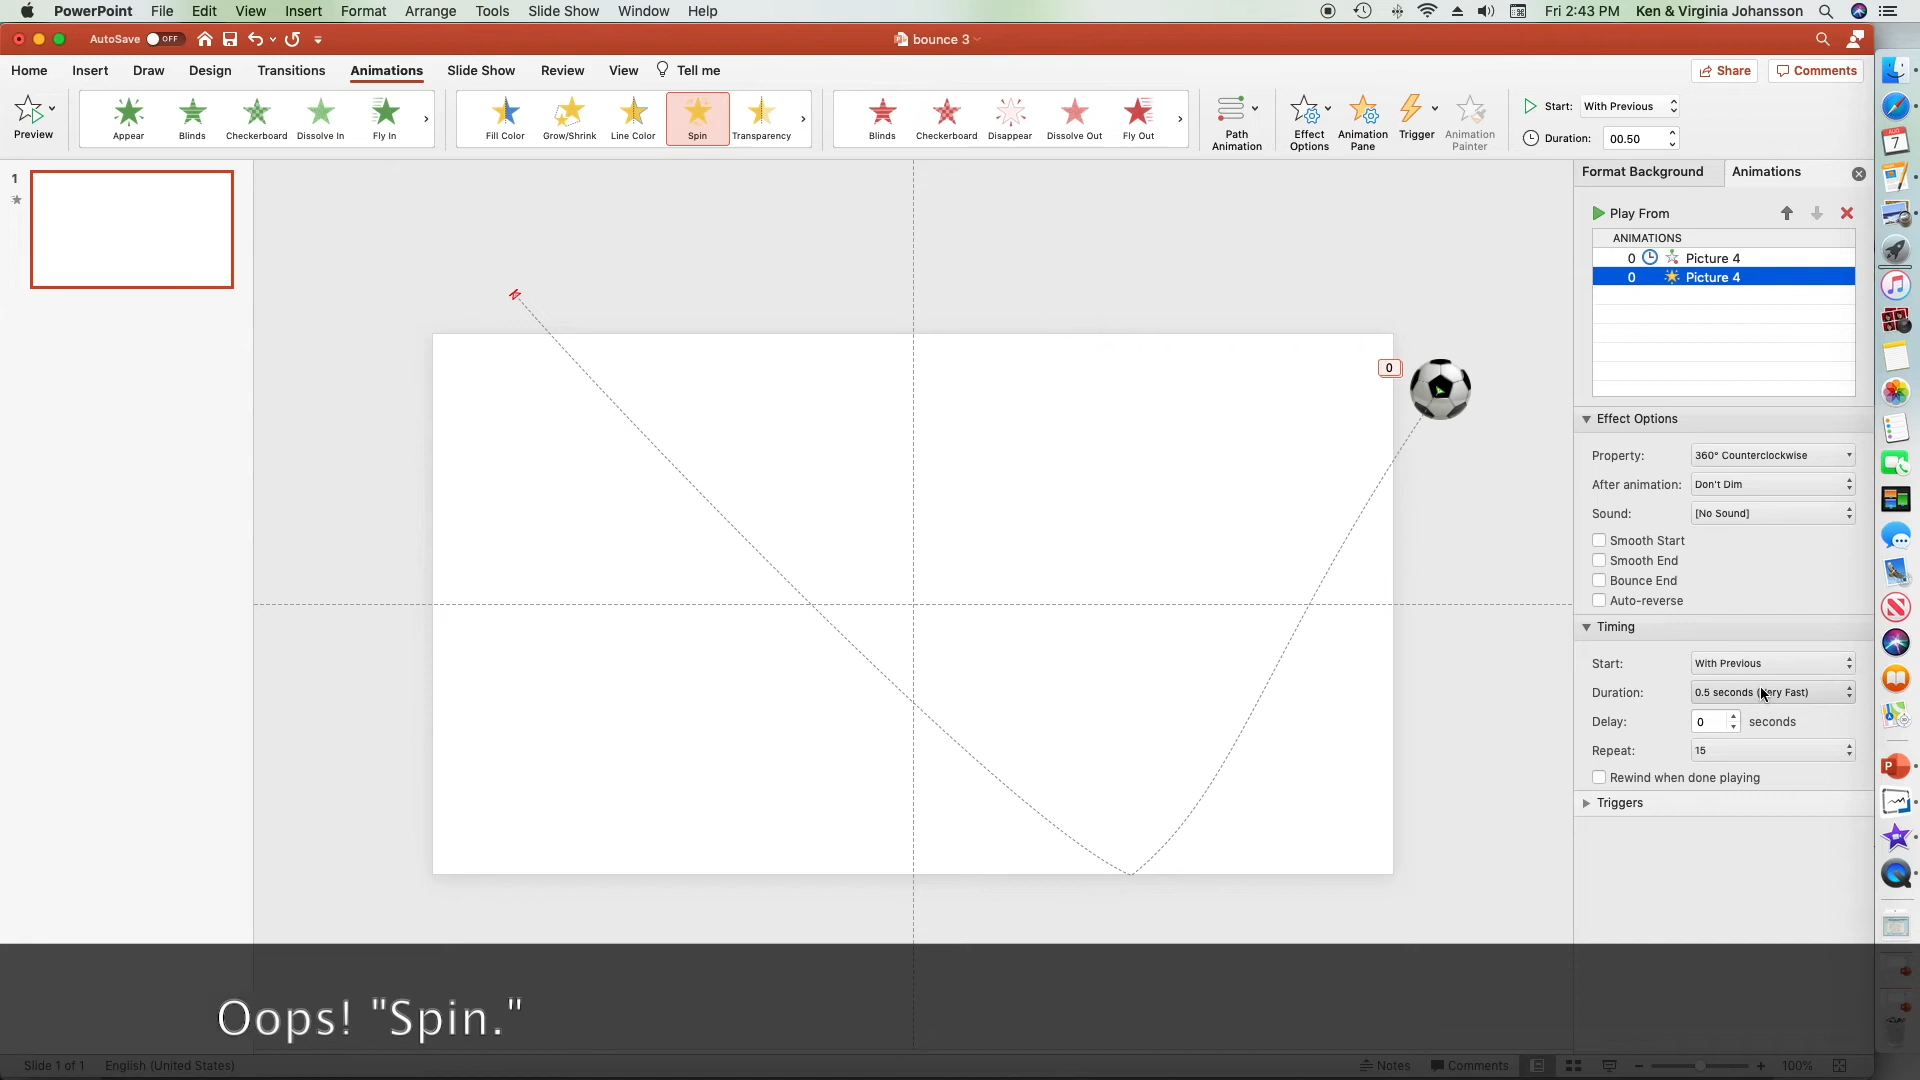 PowerPoint File Edit View Insert Format Arrange Tools Slide Show Window Help Fri 2:43 PM Ken & Virginia Johansson
AutoSave OFF bounce 3
Home Insert Draw Design Transitions Animations Slide Show Review View Tell me Share Comments
Preview Appear Blinds Checkerboard Dissolve In Fly In Fill Color Grow/Shrink Line Color Spin Transparency Blinds Checkerboard Disappear Dissolve Out Fly Out
Path Animation Effect Options Animation Pane Trigger Animation Painter
Start: With Previous
Duration: 00.50
Format Background Animations
1
Play From
ANIMATIONS
0 Picture 4
0 Picture 4
0
Effect Options
Property: 360° Counterclockwise
After animation: Don't Dim
Sound: [No Sound]
Smooth Start
Smooth End
Bounce End
Auto-reverse
Timing
Start: With Previous
Duration: 0.5 seconds (Very Fast)
Delay: 0 seconds
Repeat: 15
Rewind when done playing
Triggers
Oops! "Spin."
Slide 1 of 1 English (United States) Notes Comments 100%